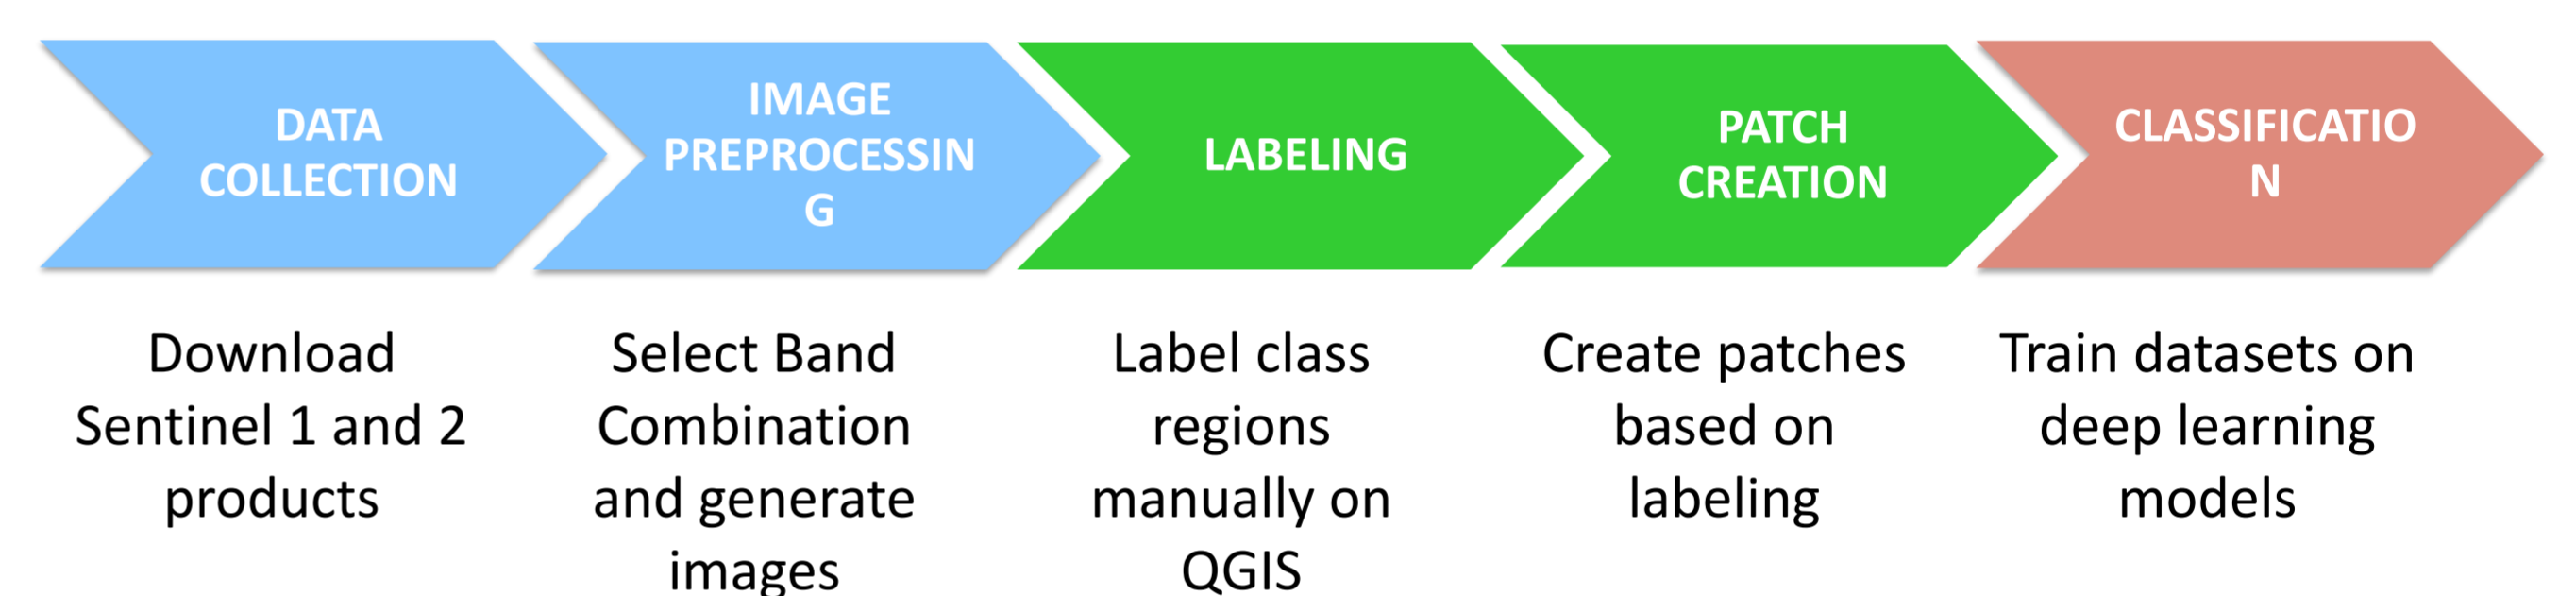 DATA
COLLECTION
IMAGE
PREPROCESSIN
G
LABELING
PATCH
CREATION
CLASSIFICATIO
N
Download
Sentinel 1 and 2
products
Select Band
Combination
and generate
images
Label class
regions
manually on
QGIS
Create patches
based on
labeling
Train datasets on
deep learning
models